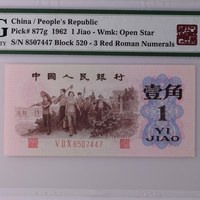 China / People's Republic
Pick# 877g 1962 1 Jiao - Wmk: Open Star
S/N 8507447 Block 520 - 3 Red Roman Numerals
中国人民银行
壹角
1
YI
JIAO
V II X 8507447